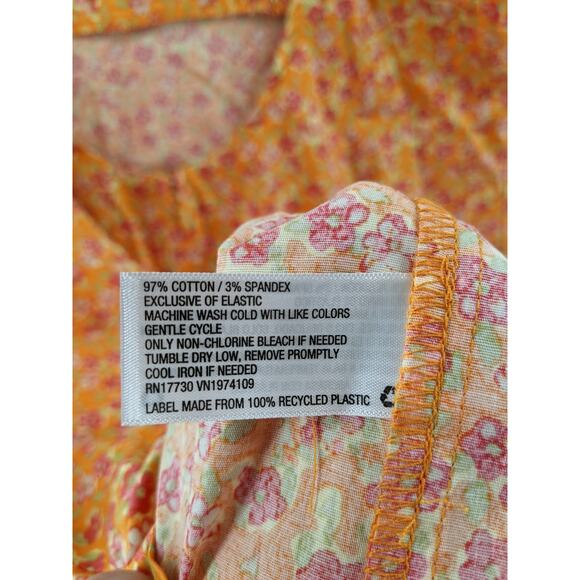 97% COTTON / 3% SPANDEX
EXCLUSIVE OF ELASTIC
MACHINE WASH COLD WITH LIKE COLORS
GENTLE CYCLE
ONLY NON-CHLORINE BLEACH IF NEEDED
TUMBLE DRY LOW, REMOVE PROMPTLY
COOL IRON IF NEEDED
RN17730 VN1974109
LABEL MADE FROM 100% RECYCLED PLASTIC